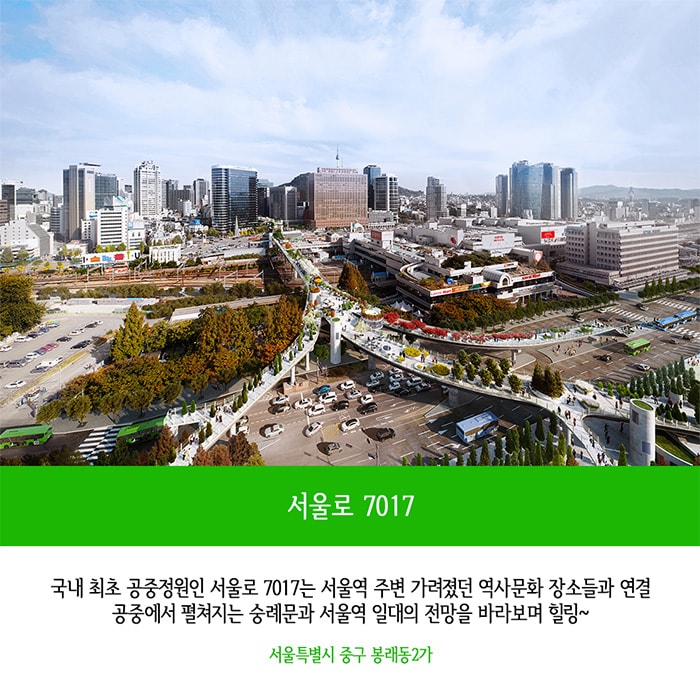 서울로 7017
국내 최초 공중정원인 서울로 7017는 서울역 주변 가려졌던 역사문화 장소들과 연결
공중에서 펼쳐지는 숭례문과 서울역 일대의 전망을 바라보며 힐링~
서울특별시 중구 봉래동2가